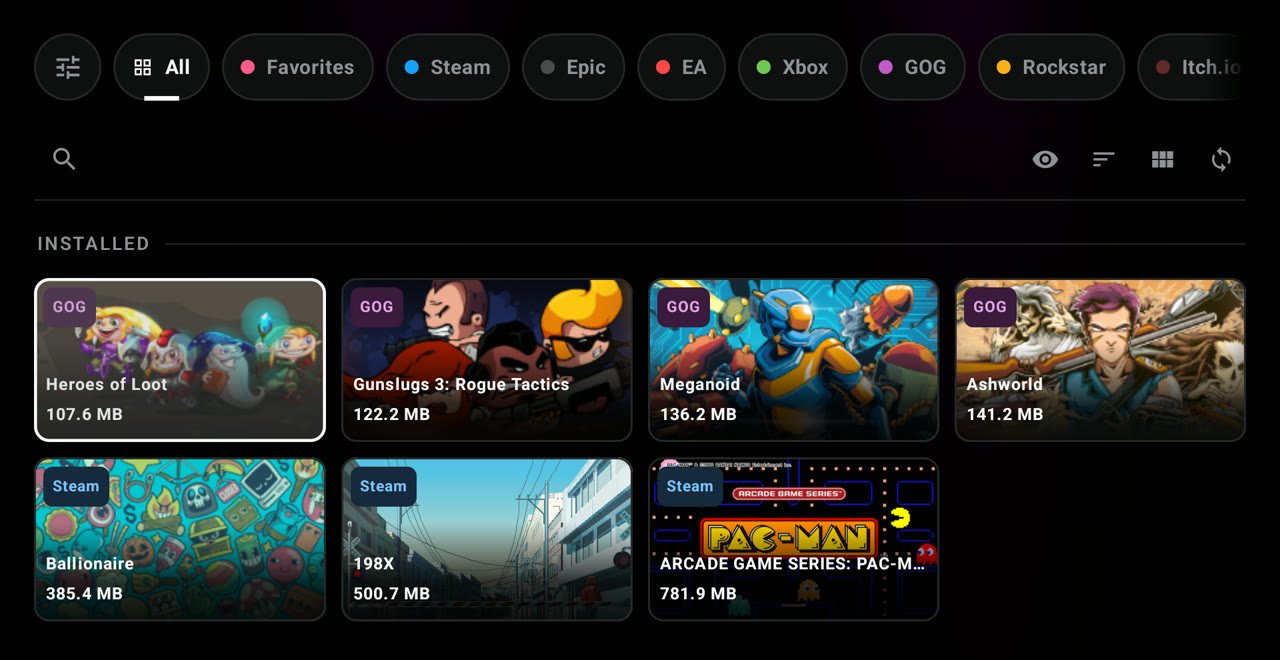 All
Favorites
Steam
Epic
EA
Xbox
GOG
Rockstar
Itch.io
INSTALLED
GOG
Heroes of Loot
107.6 MB
GOG
Gunslugs 3: Rogue Tactics
122.2 MB
GOG
Meganoid
136.2 MB
GOG
Ashworld
141.2 MB
Steam
Ballionaire
385.4 MB
Steam
198X
500.7 MB
Steam
ARCADE GAME SERIES™
PAC-MAN
ARCADE GAME SERIES: PAC-M...
781.9 MB